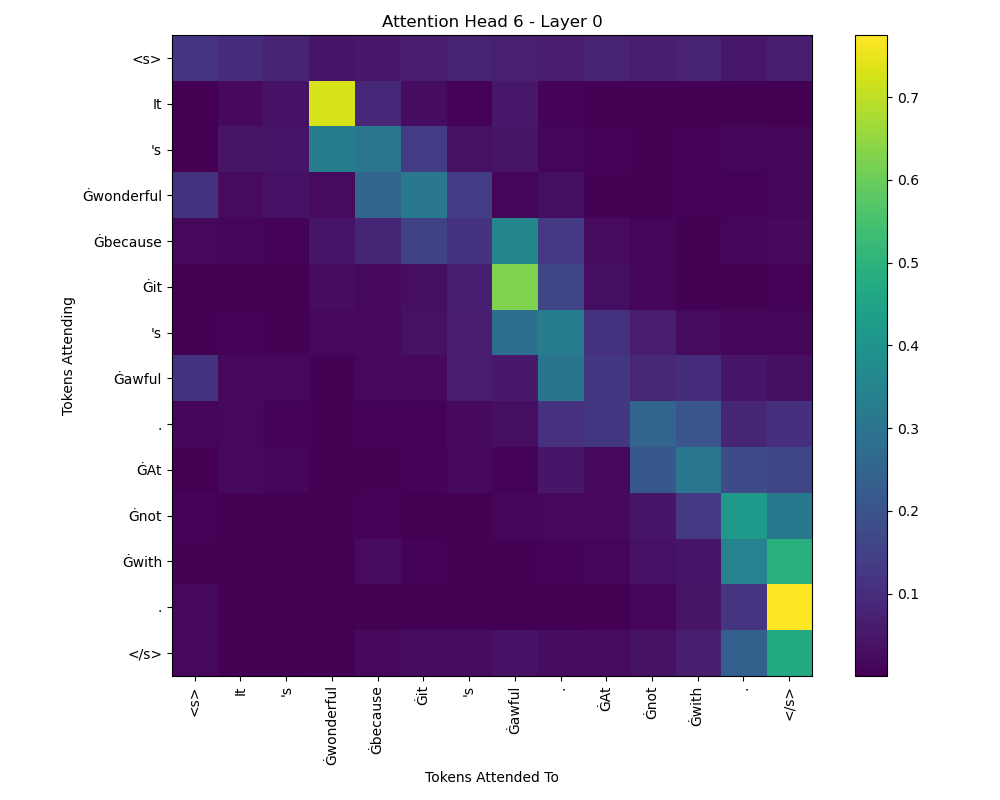 Attention Head 6 - Layer 0
Tokens Attending
<s>
It
's
Ġwonderful
Ġbecause
Ġit
's
Ġawful
.
ĠAt
Ġnot
Ġwith
.
</s>
<s>
It
's
Ġwonderful
Ġbecause
Ġit
's
Ġawful
.
ĠAt
Ġnot
Ġwith
.
</s>
Tokens Attended To
0.7
0.6
0.5
0.4
0.3
0.2
0.1